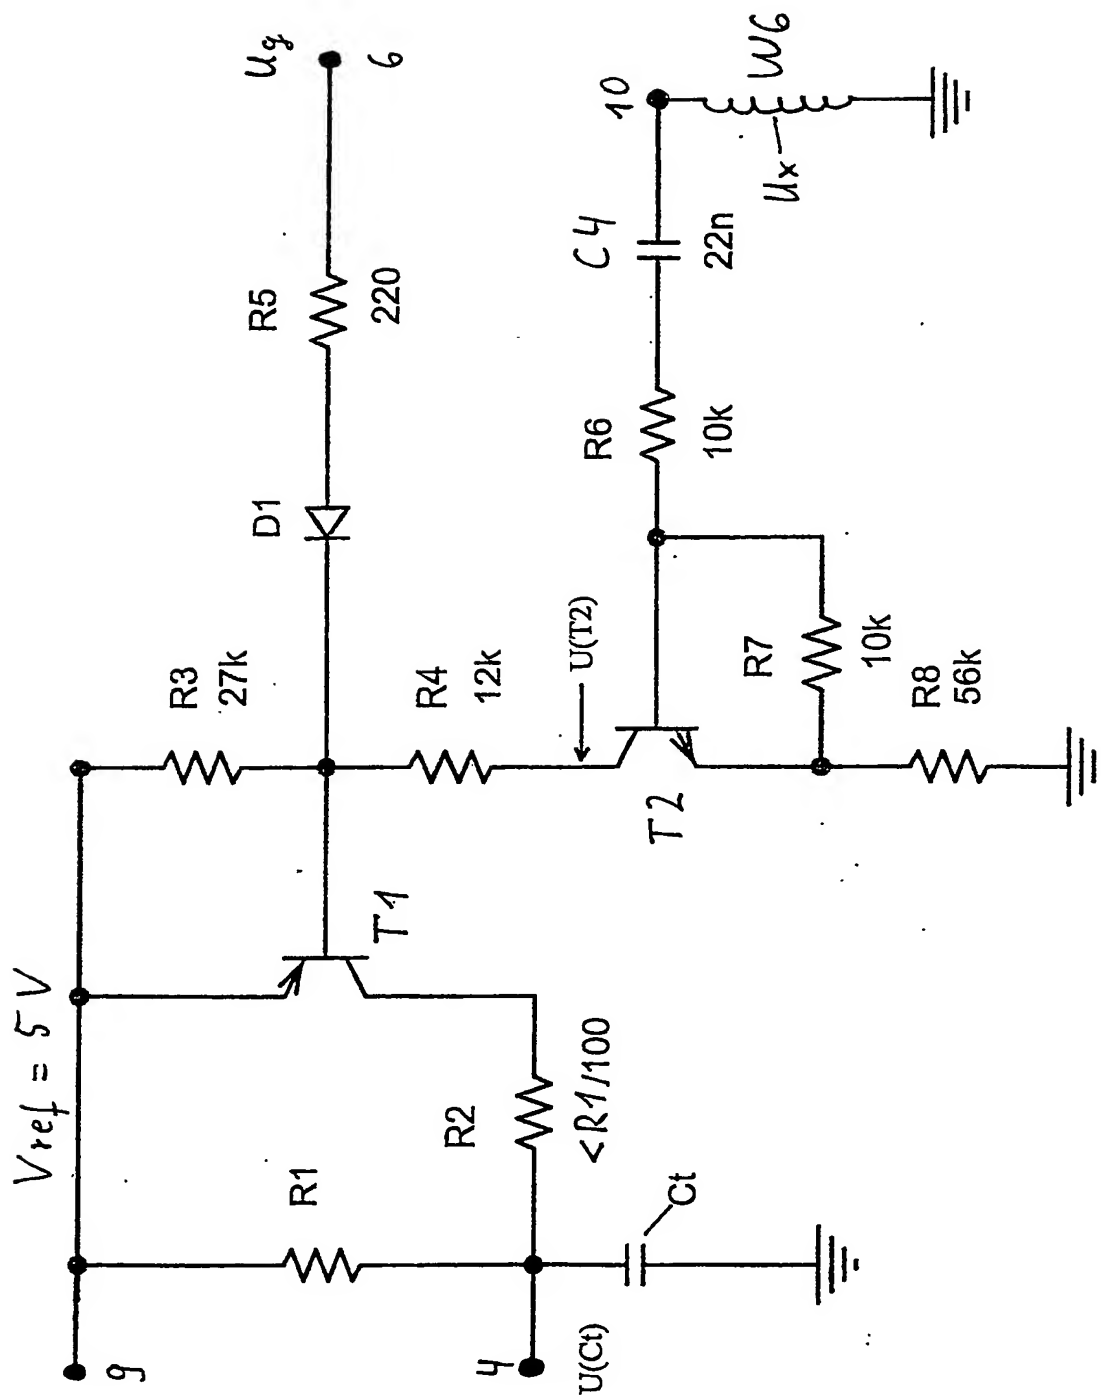 Vref = 5 V
9
R1
4
U(Ct)
Ct
R2
<R1/100
T1
R3
27k
R4
12k
U(T2)
T2
D1
R5
220
Ug
6
R7
10k
R8
56k
R6
10k
C4
22n
10
Ux
W6